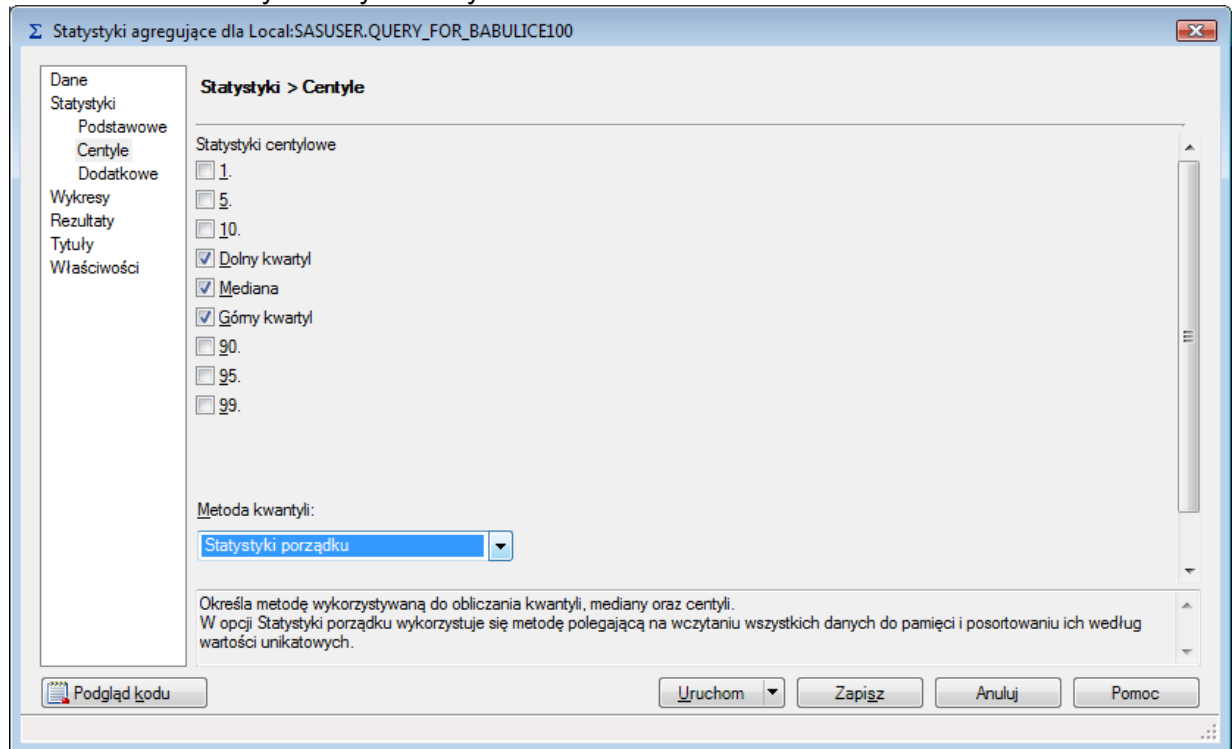 Statystyki agregujące dla Local:SASUSER.QUERY_FOR_BABULICE100
Dane
Statystyki
Podstawowe
Centyle
Dodatkowe
Wykresy
Rezultaty
Tytuły
Właściwości
Statystyki > Centyle
Statystyki centylowe
1.
5.
10.
Dolny kwartyl
Mediana
Górny kwartyl
90.
95.
99.
Metoda kwantyli:
Statystyki porządku
Określa metodę wykorzystywaną do obliczania kwantyli, mediany oraz centyli.
W opcji Statystyki porządku wykorzystuje się metodę polegającą na wczytaniu wszystkich danych do pamięci i posortowaniu ich według
wartości unikatowych.
Podgląd kodu
Uruchom
Zapisz
Anuluj
Pomoc